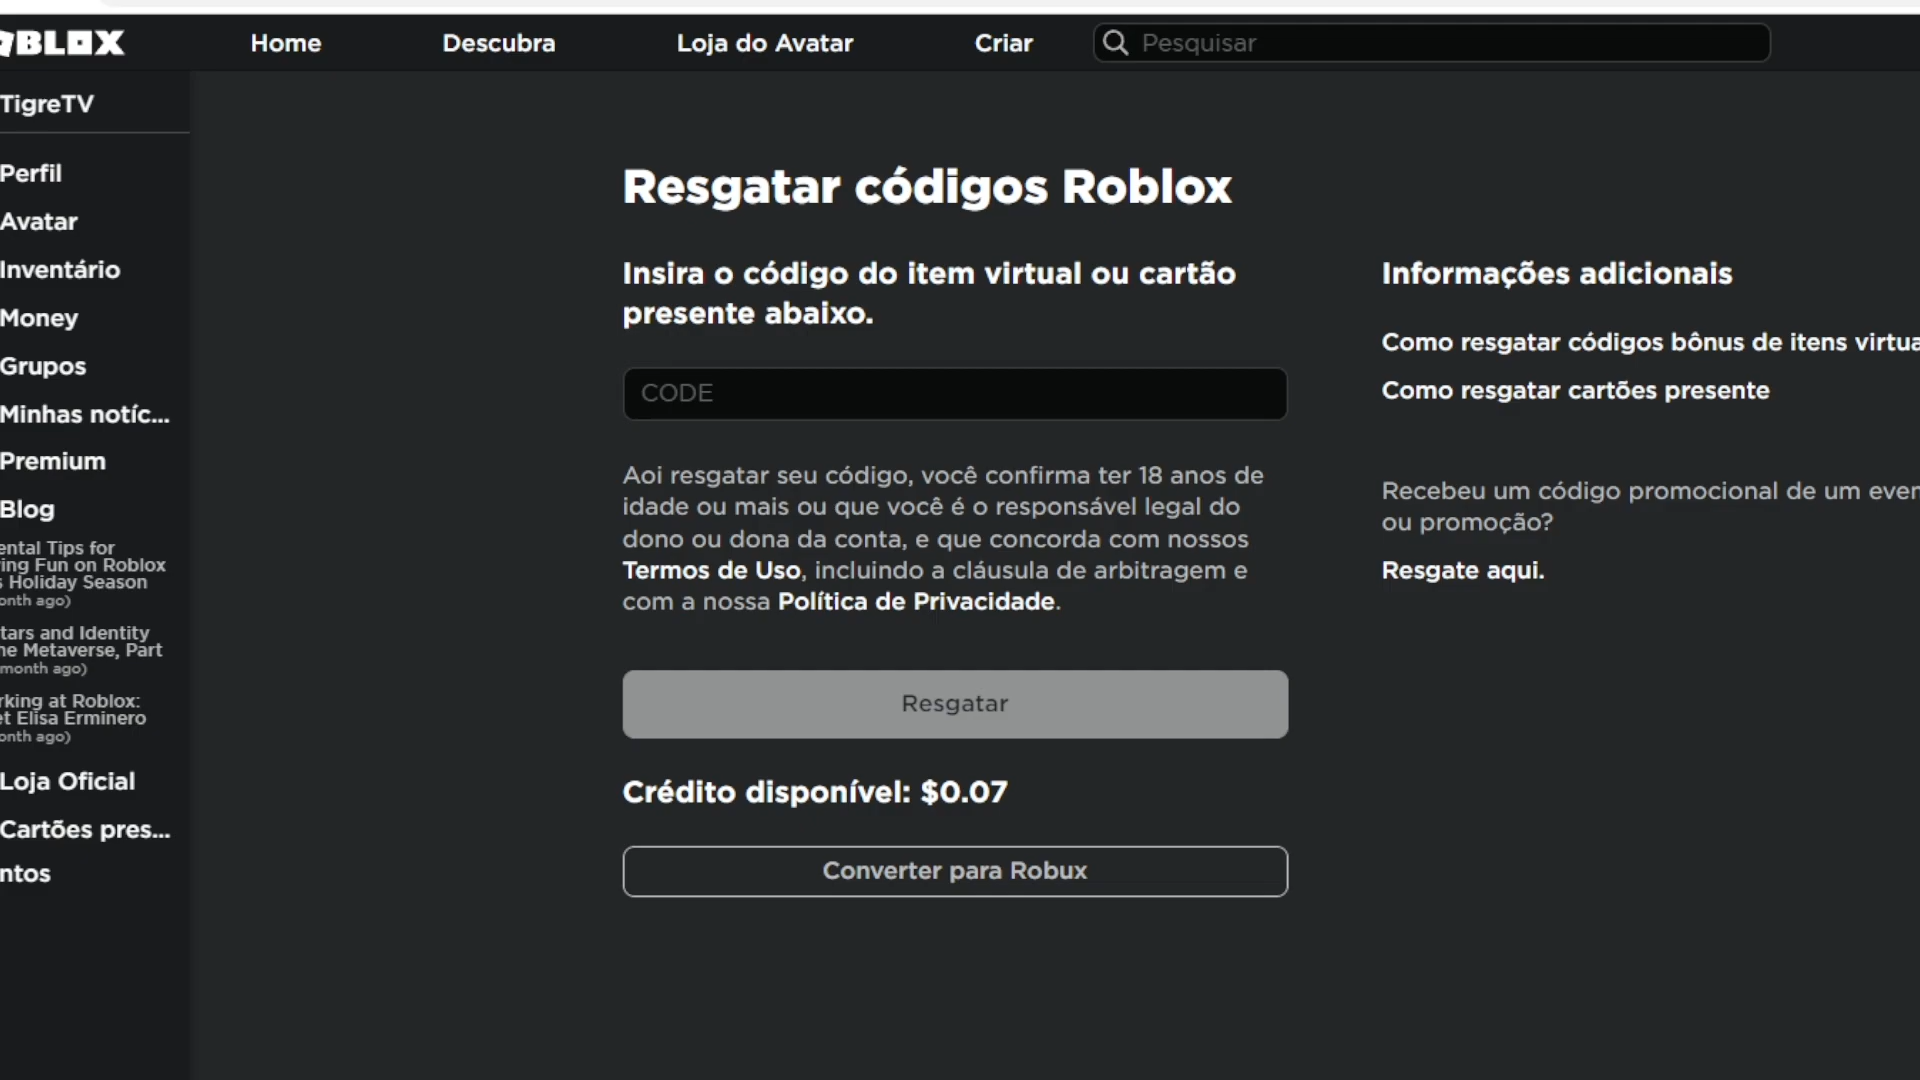 ROBLOX
Home
Descubra
Loja do Avatar
Criar
Pesquisar
TigreTV
Perfil
Avatar
Inventário
Money
Grupos
Minhas notíc...
Premium
Blog
ental Tips for
ing Fun on Roblox
s Holiday Season
onth ago)
tars and Identity
he Metaverse, Part
month ago)
rking at Roblox:
et Elisa Erminero
onth ago)
Loja Oficial
Cartões pres...
ntos
Resgatar códigos Roblox
Insira o código do item virtual ou cartão
presente abaixo.
CODE
Aoi resgatar seu código, você confirma ter 18 anos de
idade ou mais ou que você é o responsável legal do
dono ou dona da conta, e que concorda com nossos
Termos de Uso, incluindo a cláusula de arbitragem e
com a nossa Política de Privacidade.
Resgatar
Crédito disponível: $0.07
Converter para Robux
Informações adicionais
Como resgatar códigos bônus de itens virtua
Como resgatar cartões presente
Recebeu um código promocional de um even
ou promoção?
Resgate aqui.